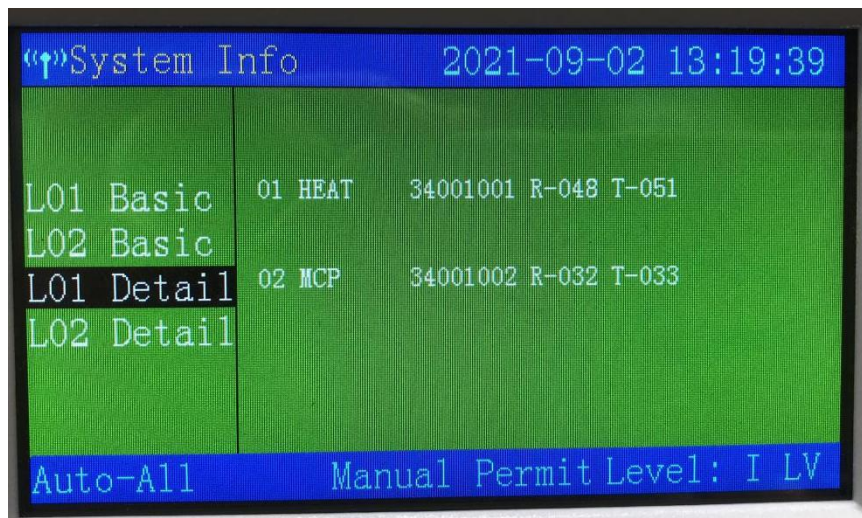 System Info 2021-09-02 13:19:39
L01 Basic
L02 Basic
L01 Detail
L02 Detail
01 HEAT 34001001 R-048 T-051
02 MCP 34001002 R-032 T-033
Auto-All Manual Permit Level: I LV